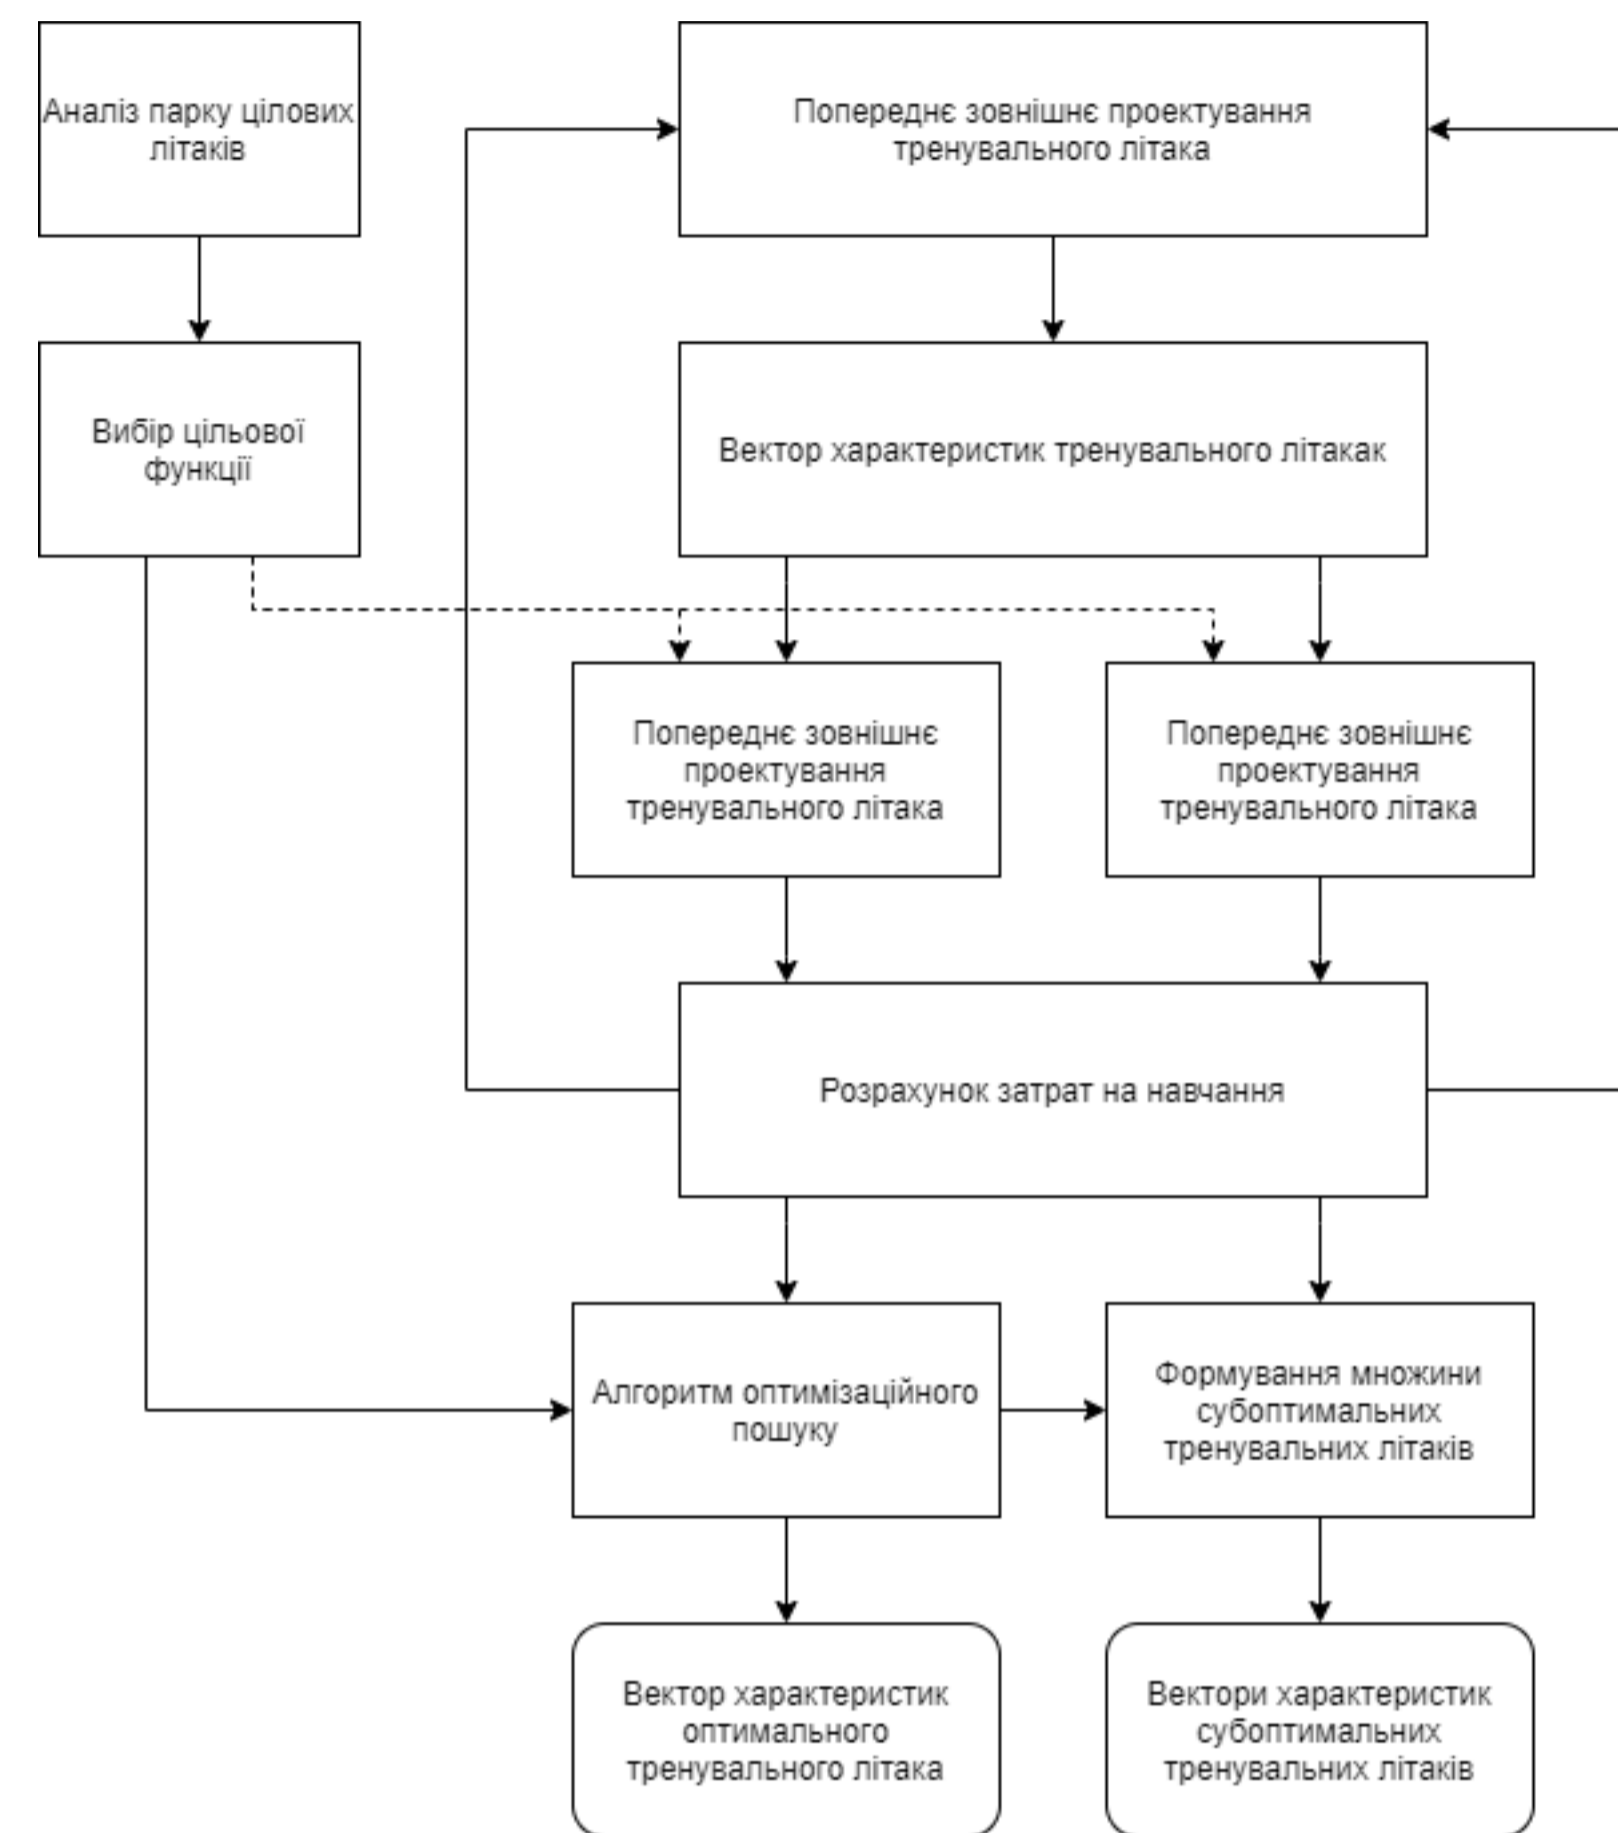 Аналіз парку цілових
літаків
Попереднє зовнішнє проектування
тренувального літака
Вибір цільової
функції
Вектор характеристик тренувального літакак
Попереднє зовнішнє
проектування
тренувального літака
Попереднє зовнішнє
проектування
тренувального літака
Розрахунок затрат на навчання
Алгоритм оптимізаційного
пошуку
Формування множини
субоптимальних
тренувальних літаків
Вектор характеристик
оптимального
тренувального літака
Вектори характеристик
субоптимальних
тренувальних літаків